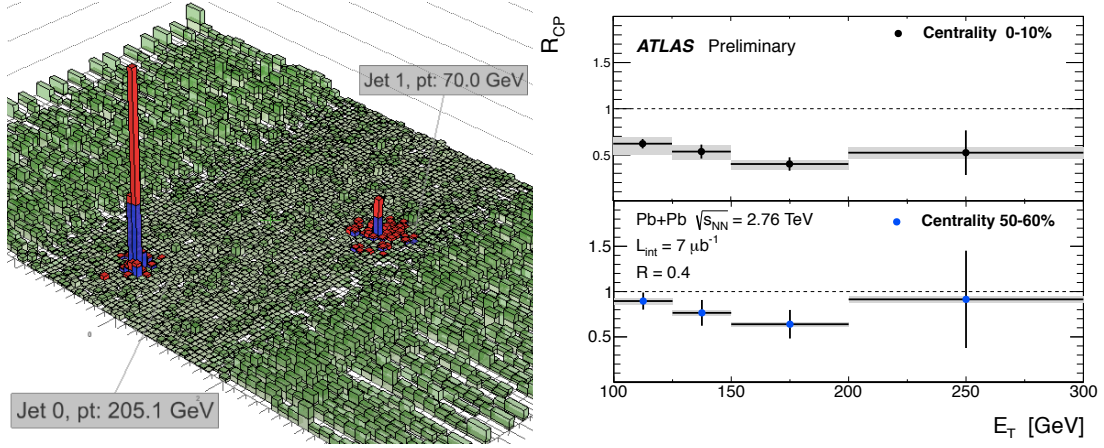 Jet 1, pt: 70.0 GeV
Jet 0, pt: 205.1 GeV
0
2
R_CP
ATLAS Preliminary
Centrality 0-10%
1.5
1
0.5
Pb+Pb √s_NN = 2.76 TeV
L_int = 7 μb⁻¹
R = 0.4
Centrality 50-60%
1.5
1
0.5
100 150 200 250 300
E_T [GeV]